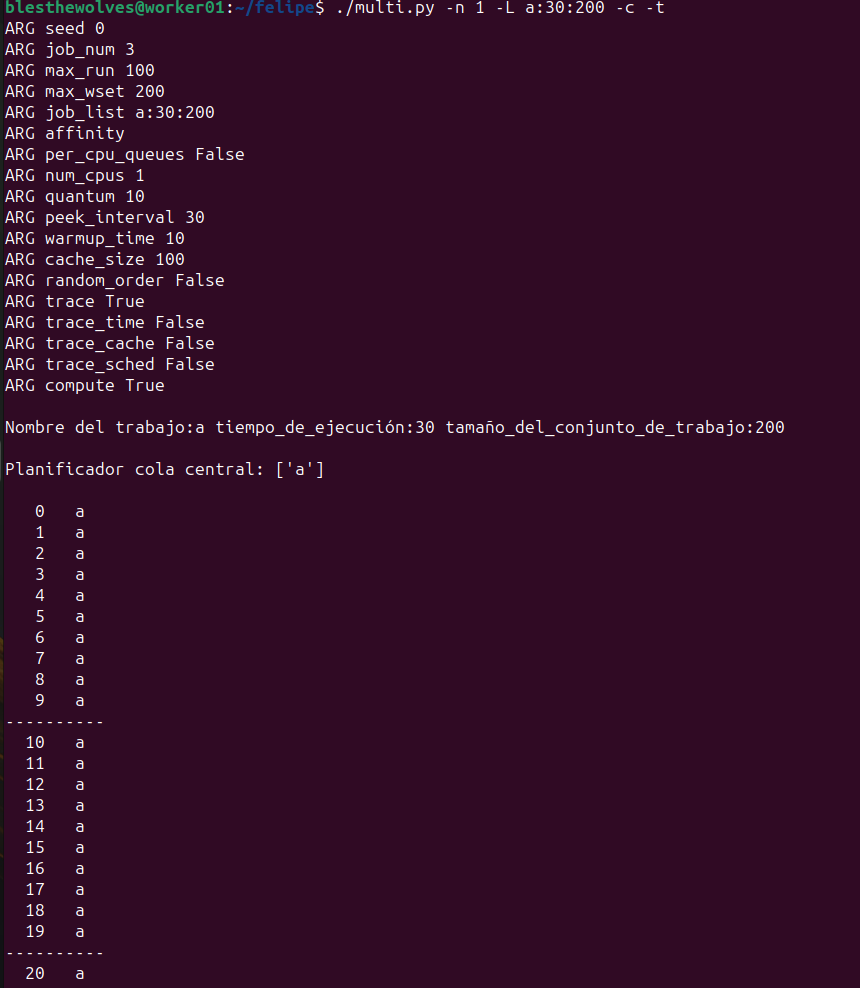 blesthewolves@worker01:~/felipe$ ./multi.py -n 1 -L a:30:200 -c -t
ARG seed 0
ARG job_num 3
ARG max_run 100
ARG max_wset 200
ARG job_list a:30:200
ARG affinity
ARG per_cpu_queues False
ARG num_cpus 1
ARG quantum 10
ARG peek_interval 30
ARG warmup_time 10
ARG cache_size 100
ARG random_order False
ARG trace True
ARG trace_time False
ARG trace_cache False
ARG trace_sched False
ARG compute True

Nombre del trabajo:a tiempo_de_ejecución:30 tamaño_del_conjunto_de_trabajo:200

Planificador cola central: ['a']

   0   a
   1   a
   2   a
   3   a
   4   a
   5   a
   6   a
   7   a
   8   a
   9   a
----------
  10   a
  11   a
  12   a
  13   a
  14   a
  15   a
  16   a
  17   a
  18   a
  19   a
----------
  20   a